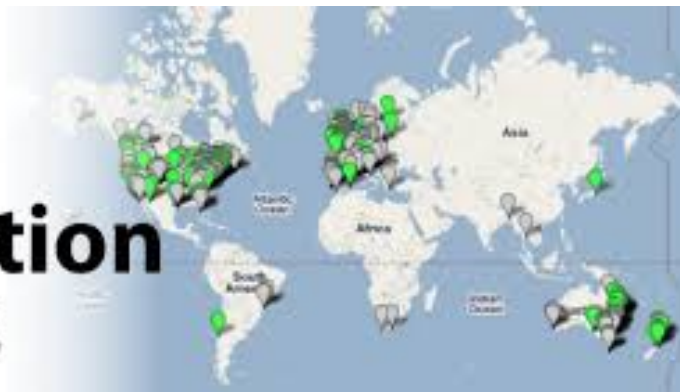 Asia
Atlantic
Ocean
tion
Africa
South
America
Indian
Ocean